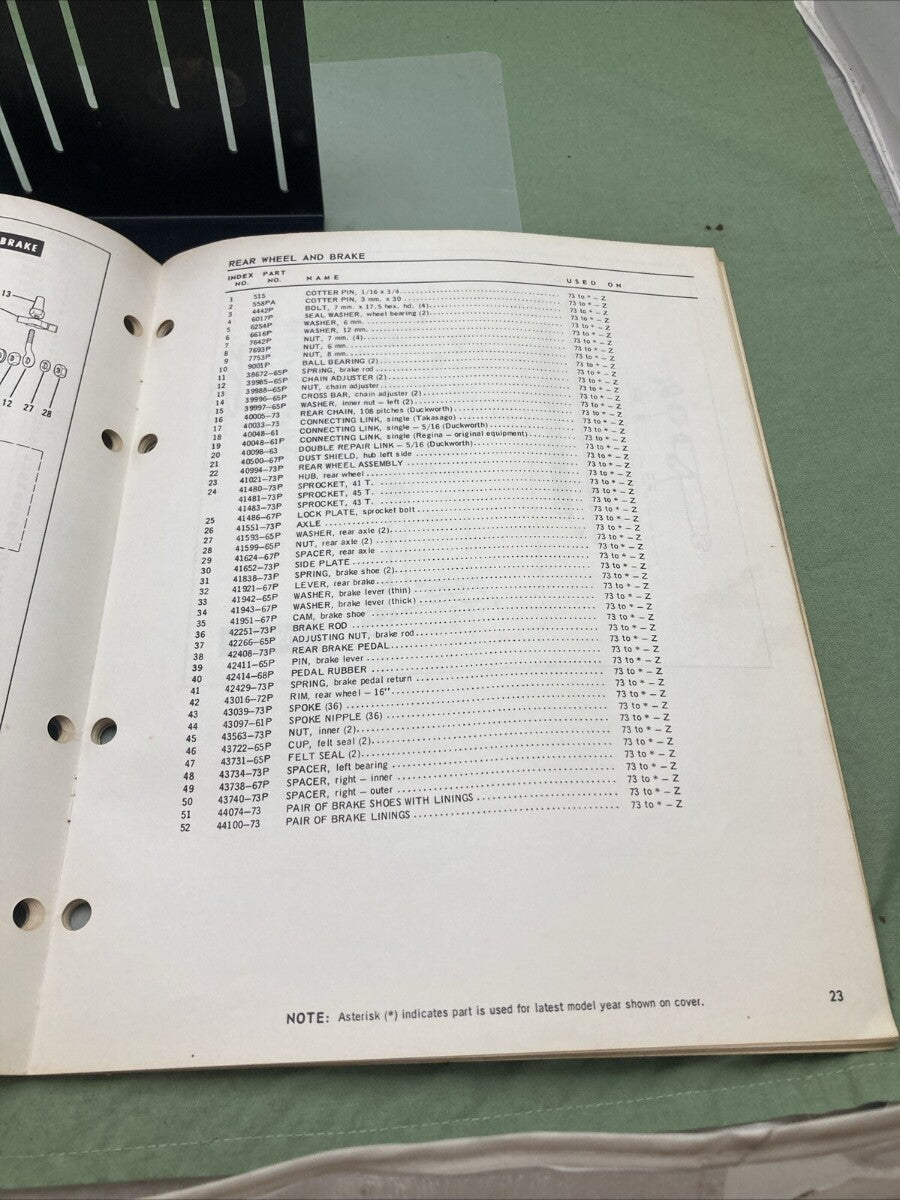 BRAKE
13
12 27 28
REAR WHEEL AND BRAKE
INDEX NO. PART NO. NAME USED ON
1 515 COTTER PIN, 1/16 x 3/4 73 to * – Z
2 558PA COTTER PIN, 3 mm. x 30 73 to * – Z
3 4442P BOLT, 7 mm. x 17.5 hex. hd. (4) 73 to * – Z
4 6017P SEAL WASHER, wheel bearing (2) 73 to * – Z
5 6254P WASHER, 6 mm. 73 to * – Z
6 6616P WASHER, 12 mm. 73 to * – Z
7 7642P NUT, 7 mm. (4) 73 to * – Z
8 7693P NUT, 6 mm. 73 to * – Z
9 7753P NUT, 8 mm. 73 to * – Z
10 9001P BALL BEARING (2) 73 to * – Z
11 38672–65P SPRING, brake rod 73 to * – Z
12 39985–65P CHAIN ADJUSTER (2) 73 to * – Z
13 39988–65P NUT, chain adjuster 73 to * – Z
14 39996–65P CROSS BAR, chain adjuster (2) 73 to * – Z
15 39997–65P WASHER, inner nut – left (2) 73 to * – Z
16 40005–73 REAR CHAIN, 108 pitches (Duckworth) 73 to * – Z
17 40033–73 CONNECTING LINK, single (Takasago) 73 to * – Z
18 40048–61 CONNECTING LINK, single – 5/16 (Duckworth) 73 to * – Z
19 40048–61P CONNECTING LINK, single (Regina – original equipment) 73 to * – Z
20 40098–63 DOUBLE REPAIR LINK – 5/16 (Duckworth) 73 to * – Z
21 40500–67P DUST SHIELD, hub left side 73 to * – Z
22 40994–73P REAR WHEEL ASSEMBLY 73 to * – Z
23 41021–73P HUB, rear wheel 73 to * – Z
24 41480–73P SPROCKET, 41 T. 73 to * – Z
41481–73P SPROCKET, 45 T. 73 to * – Z
41483–73P SPROCKET, 43 T. 73 to * – Z
25 41486–67P LOCK PLATE, sprocket bolt 73 to * – Z
26 41551–73P AXLE 73 to * – Z
27 41593–65P WASHER, rear axle (2) 73 to * – Z
28 41599–65P NUT, rear axle (2) 73 to * – Z
29 41624–67P SPACER, rear axle 73 to * – Z
30 41652–73P SIDE PLATE 73 to * – Z
31 41838–73P SPRING, brake shoe (2) 73 to * – Z
32 41921–67P LEVER, rear brake 73 to * – Z
33 41942–65P WASHER, brake lever (thin) 73 to * – Z
34 41943–67P WASHER, brake lever (thick) 73 to * – Z
35 41951–67P CAM, brake shoe 73 to * – Z
36 42251–73P BRAKE ROD 73 to * – Z
37 42266–65P ADJUSTING NUT, brake rod 73 to * – Z
38 42408–73P REAR BRAKE PEDAL 73 to * – Z
39 42411–65P PIN, brake lever 73 to * – Z
40 42414–68P PEDAL RUBBER 73 to * – Z
41 42429–73P SPRING, brake pedal return 73 to * – Z
42 43016–72P RIM, rear wheel – 16" 73 to * – Z
43 43039–73P SPOKE (36) 73 to * – Z
44 43097–61P SPOKE NIPPLE (36) 73 to * – Z
45 43563–73P NUT, inner (2) 73 to * – Z
46 43722–65P CUP, felt seal (2) 73 to * – Z
47 43731–65P FELT SEAL (2) 73 to * – Z
48 43734–73P SPACER, left bearing 73 to * – Z
49 43738–67P SPACER, right – inner 73 to * – Z
50 43740–73P SPACER, right – outer 73 to * – Z
51 44074–73 PAIR OF BRAKE SHOES WITH LININGS 73 to * – Z
52 44100–73 PAIR OF BRAKE LININGS 73 to * – Z
NOTE: Asterisk (*) indicates part is used for latest model year shown on cover.
23